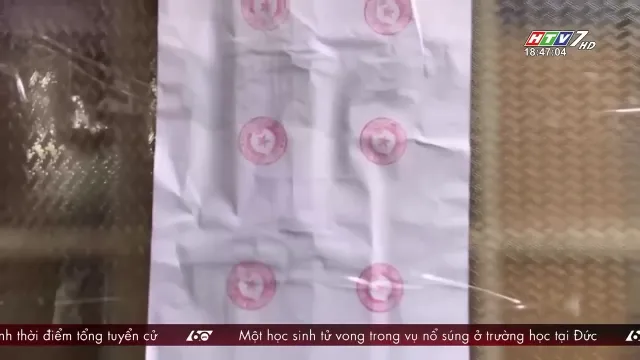 HTV7 HD
18:47:04
nh thời điểm tổng tuyển cử 60 Một học sinh tử vong trong vụ nổ súng ở trường học tại Đức